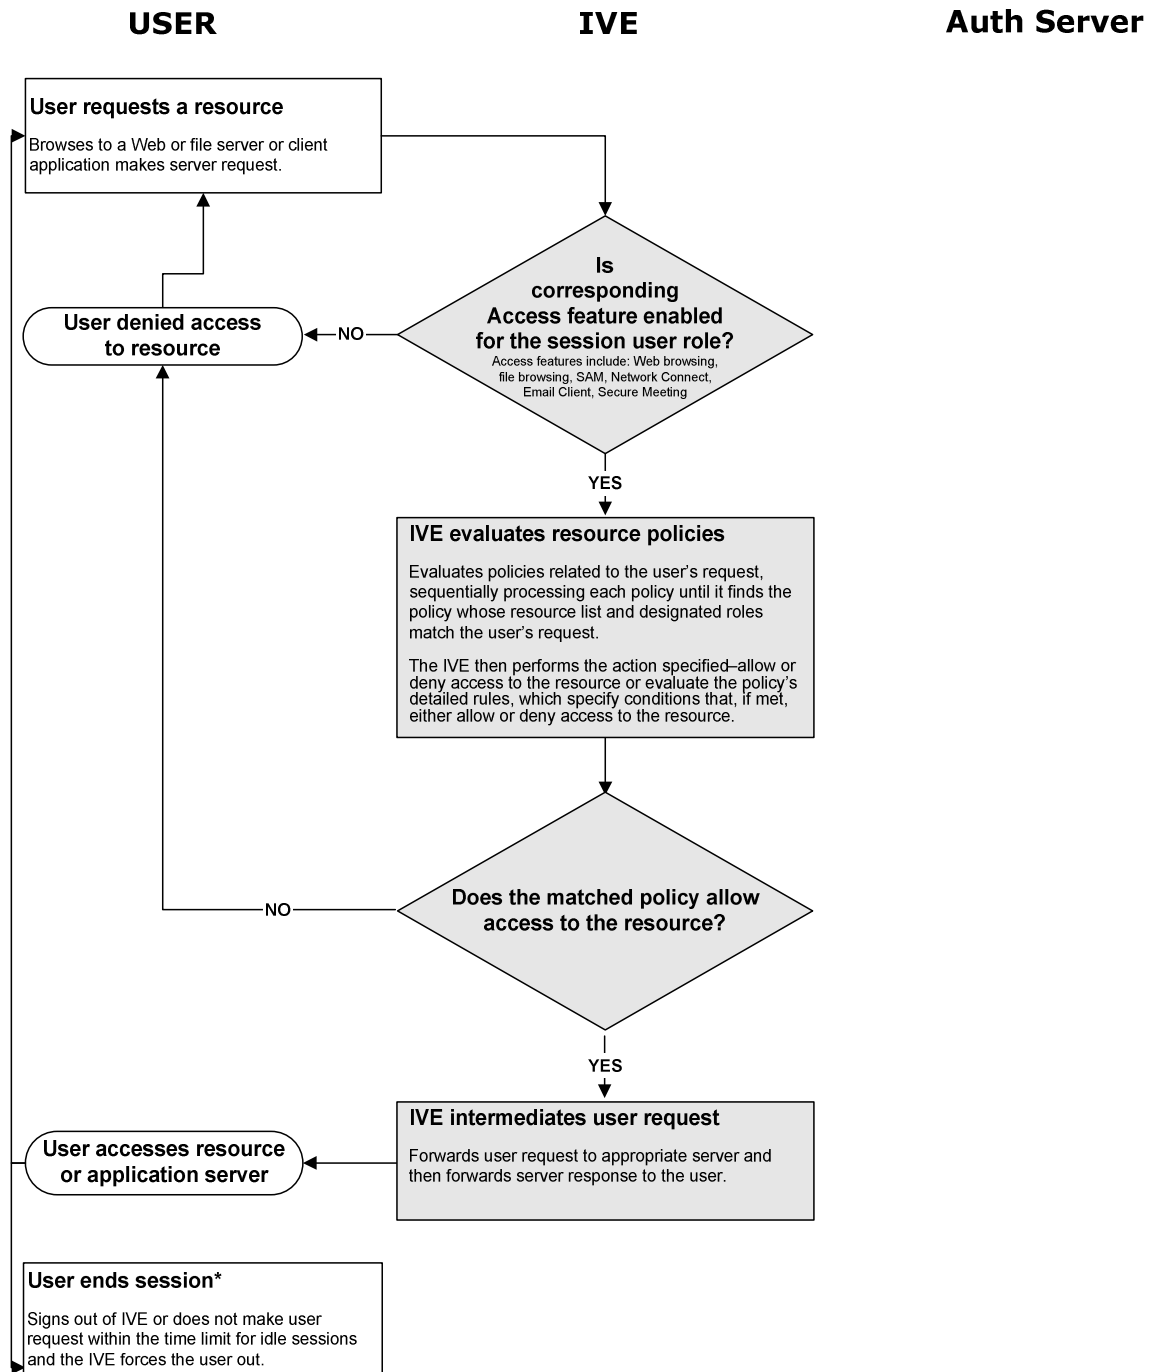 USER
IVE
Auth Server
User requests a resource
Browses to a Web or file server or client
application makes server request.
Is
corresponding
Access feature enabled
for the session user role?
Access features include: Web browsing,
file browsing, SAM, Network Connect,
Email Client, Secure Meeting
NO
User denied access
to resource
YES
IVE evaluates resource policies
Evaluates policies related to the user’s request,
sequentially processing each policy until it finds the
policy whose resource list and designated roles
match the user’s request.
The IVE then performs the action specified–allow or
deny access to the resource or evaluate the policy’s
detailed rules, which specify conditions that, if met,
either allow or deny access to the resource.
Does the matched policy allow
access to the resource?
NO
YES
IVE intermediates user request
Forwards user request to appropriate server and
then forwards server response to the user.
User accesses resource
or application server
User ends session*
Signs out of IVE or does not make user
request within the time limit for idle sessions
and the IVE forces the user out.